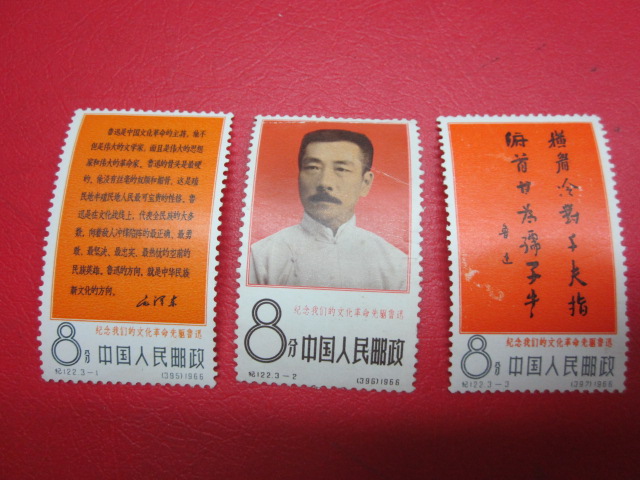 鲁迅是中国文化革命的主将，他不
但是伟大的文学家，而且是伟大的思想
家和伟大的革命家。鲁迅的骨头是最硬
的，他没有丝毫的奴颜和媚骨，这是殖
民地半殖民地人民最可宝贵的性格。鲁
迅是在文化战线上，代表全民族的大多
数，向着敌人冲锋陷阵的最正确、最勇
敢、最坚决、最忠实、最热忱的空前的
民族英雄。鲁迅的方向，就是中华民族
新文化的方向。
毛泽东
纪念我们的文化革命先驱鲁迅
8分 中国人民邮政
纪122.3-1 (395)1966
纪念我们的文化革命先驱鲁迅
8分 中国人民邮政
纪122.3-2 (396)1966
横眉冷对千夫指
俯首甘为孺子牛
鲁迅
纪念我们的文化革命先驱鲁迅
8分 中国人民邮政
纪122.3-3 (397)1966